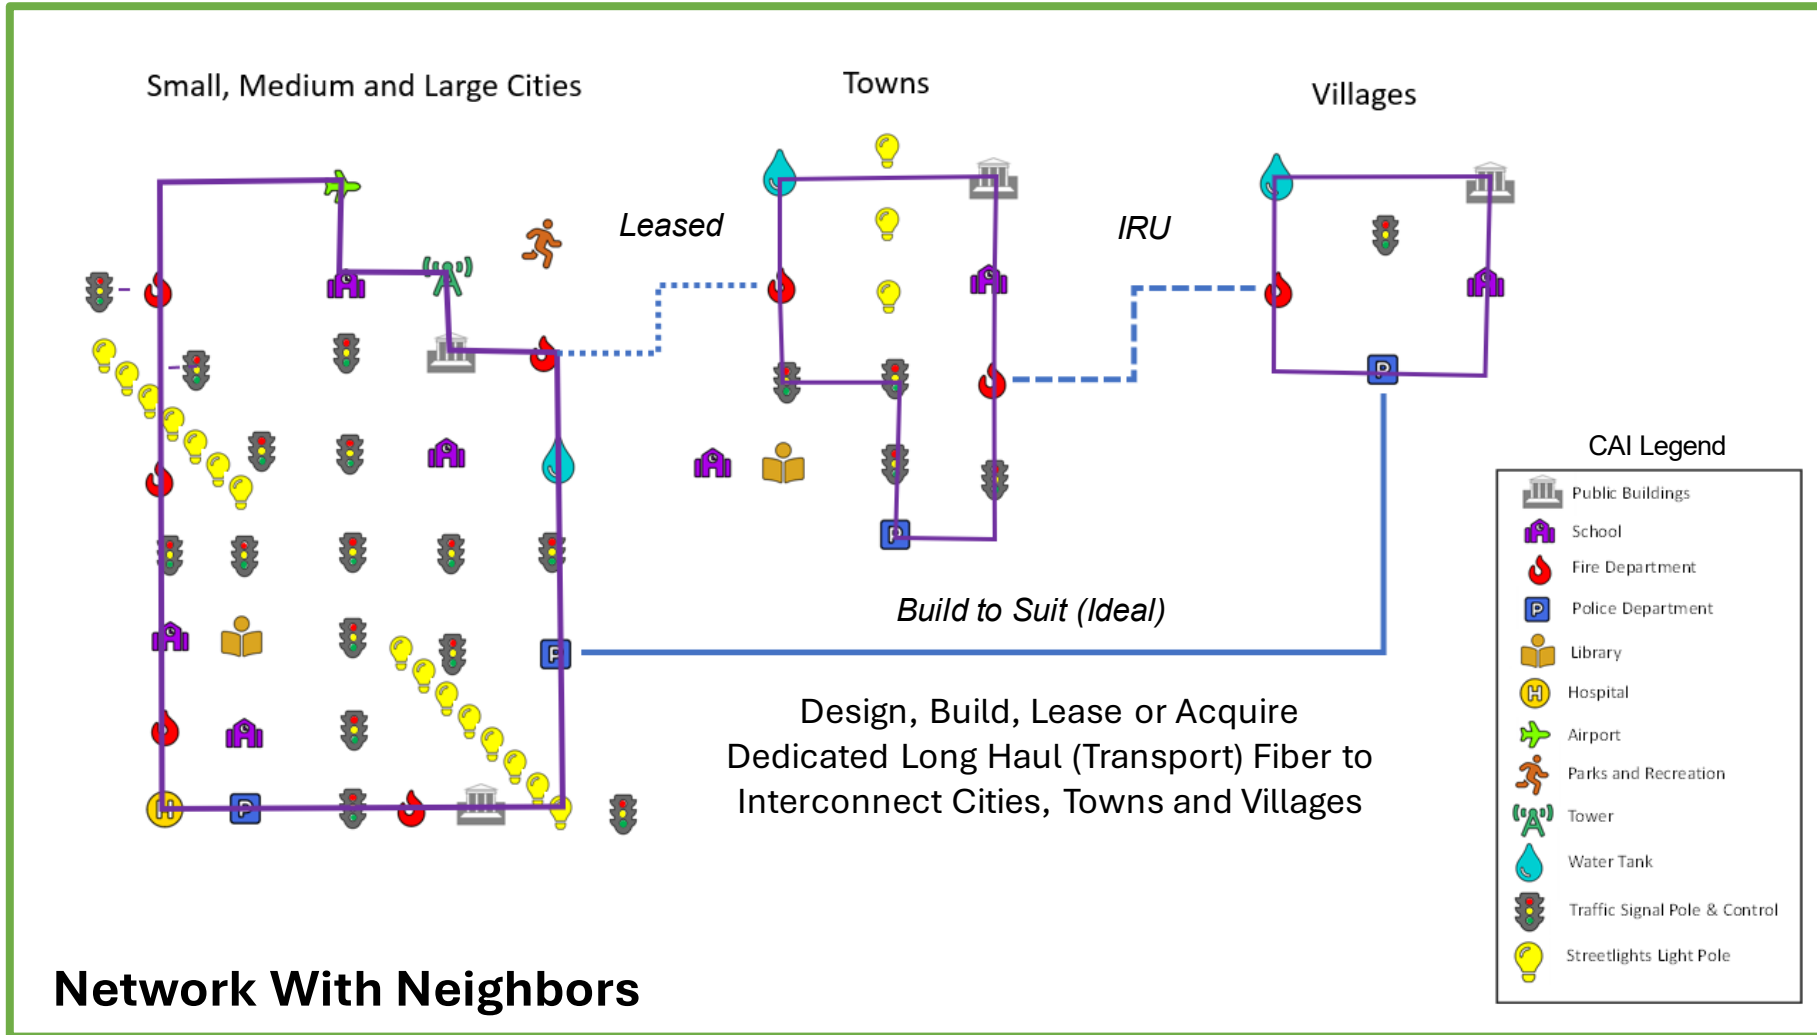 Small, Medium and Large Cities
Towns
Villages
Leased
IRU
Build to Suit (Ideal)
Design, Build, Lease or Acquire
Dedicated Long Haul (Transport) Fiber to
Interconnect Cities, Towns and Villages
CAI Legend
Public Buildings
School
Fire Department
P Police Department
Library
H Hospital
Airport
Parks and Recreation
Tower
Water Tank
Traffic Signal Pole & Control
Streetlights Light Pole
P
P
P
P
H
Network With Neighbors